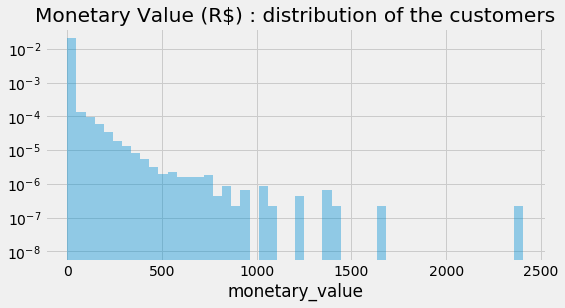 Monetary Value (R$) : distribution of the customers
10⁻²
10⁻³
10⁻⁴
10⁻⁵
10⁻⁶
10⁻⁷
10⁻⁸
0 500 1000 1500 2000 2500
monetary_value